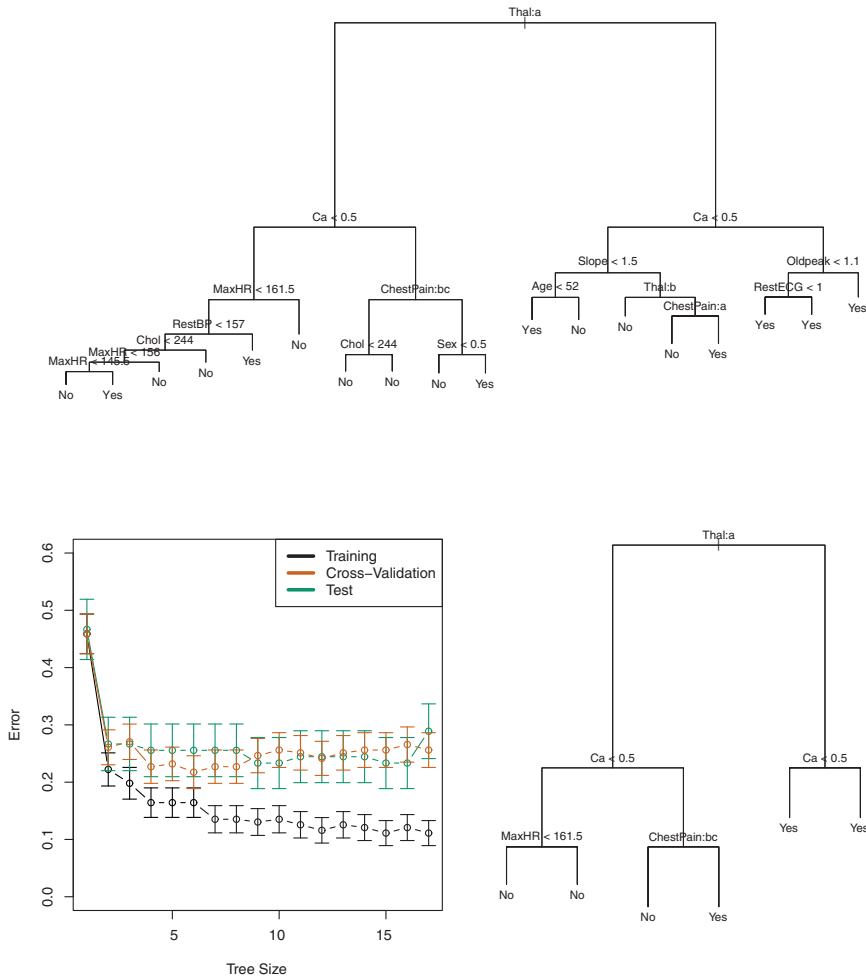 Thal:a
Ca < 0.5
Ca < 0.5
Slope < 1.5
Oldpeak < 1.1
MaxHR < 161.5
ChestPain:bc
Age < 52
Thal:b
RestECG < 1
RestBP < 157
ChestPain:a
Chol < 244
MaxHR < 156
MaxHR < 145.5
Chol < 244
Sex < 0.5
Yes
No
No
Yes
Yes
Yes
No
Yes
No
Yes
No
No
No
No
No
Yes
No
Yes
0.0 0.1 0.2 0.3 0.4 0.5 0.6
Error
Training
Cross−Validation
Test
5 10 15
Tree Size
Thal:a
Ca < 0.5
Ca < 0.5
MaxHR < 161.5
ChestPain:bc
Yes
Yes
No
No
No
Yes